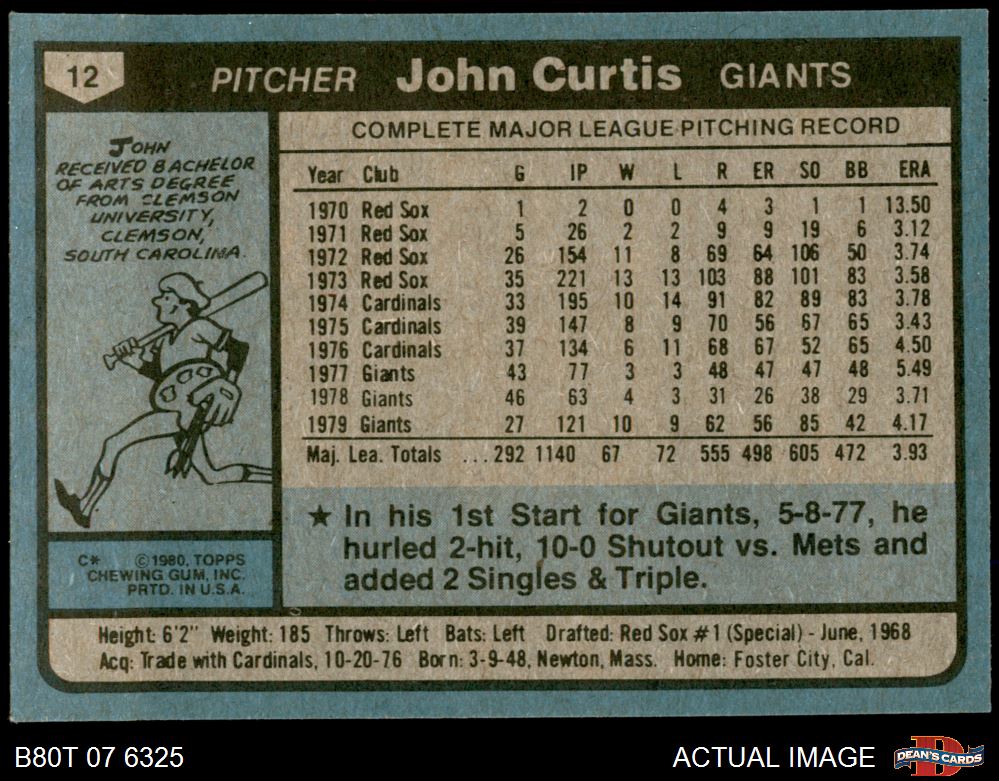 12 PITCHER John Curtis GIANTS
JOHN
RECEIVED BACHELOR
OF ARTS DEGREE
FROM CLEMSON
UNIVERSITY,
CLEMSON,
SOUTH CAROLINA.
C* ©1980, TOPPS
CHEWING GUM, INC.
PRTD. IN U.S.A.
COMPLETE MAJOR LEAGUE PITCHING RECORD
Year Club G IP W L R ER SO BB ERA
1970 Red Sox 1 2 0 0 4 3 1 1 13.50
1971 Red Sox 5 26 2 2 9 9 19 6 3.12
1972 Red Sox 26 154 11 8 69 64 106 50 3.74
1973 Red Sox 35 221 13 13 103 88 101 83 3.58
1974 Cardinals 33 195 10 14 91 82 89 83 3.78
1975 Cardinals 39 147 8 9 70 56 67 65 3.43
1976 Cardinals 37 134 6 11 68 67 52 65 4.50
1977 Giants 43 77 3 3 48 47 47 48 5.49
1978 Giants 46 63 4 3 31 26 38 29 3.71
1979 Giants 27 121 10 9 62 56 85 42 4.17
Maj. Lea. Totals ...292 1140 67 72 555 498 605 472 3.93
★ In his 1st Start for Giants, 5-8-77, he
hurled 2-hit, 10-0 Shutout vs. Mets and
added 2 Singles & Triple.
Height: 6'2" Weight: 185 Throws: Left Bats: Left Drafted: Red Sox #1 (Special) - June, 1968
Acq: Trade with Cardinals, 10-20-76 Born: 3-9-48, Newton, Mass. Home: Foster City, Cal.
B80T 07 6325 ACTUAL IMAGE D DEAN'S CARDS